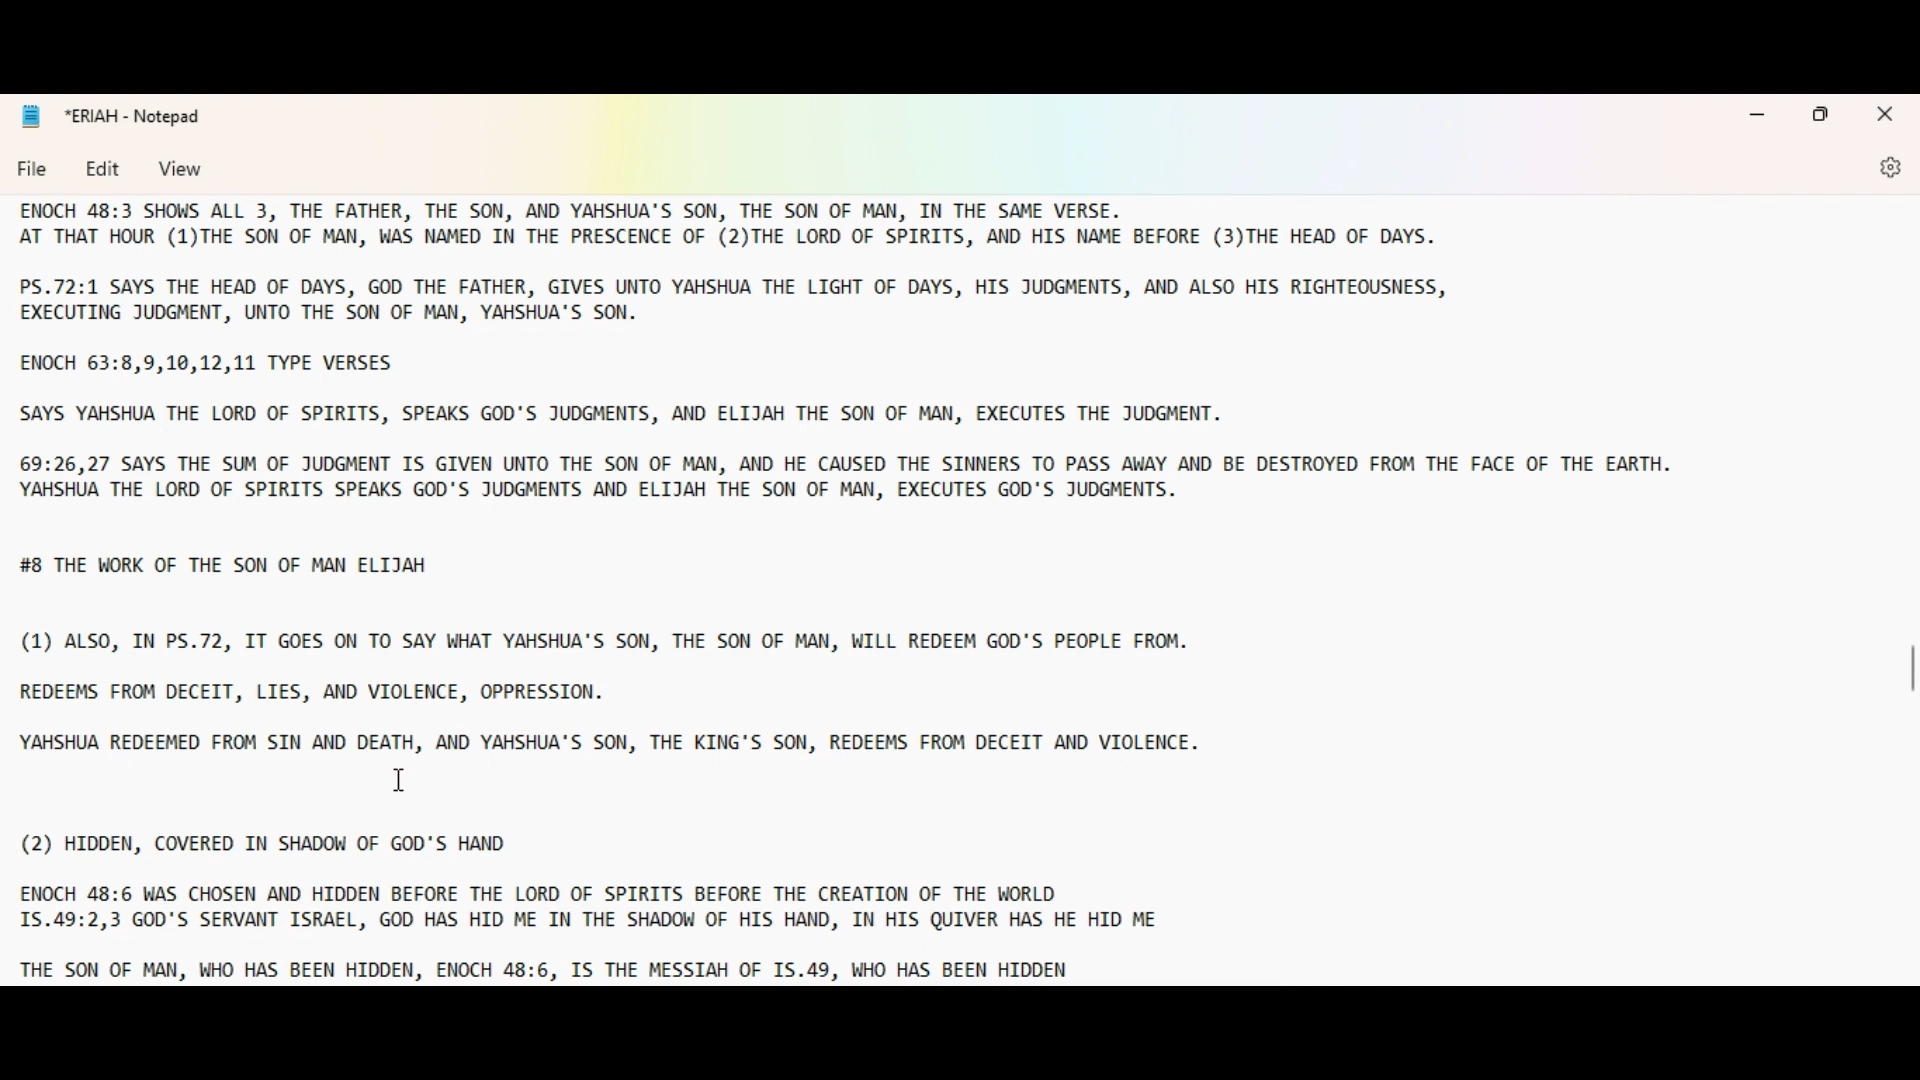 *ERIAH - Notepad
File Edit View
ENOCH 48:3 SHOWS ALL 3, THE FATHER, THE SON, AND YAHSHUA'S SON, THE SON OF MAN, IN THE SAME VERSE.
AT THAT HOUR (1)THE SON OF MAN, WAS NAMED IN THE PRESCENCE OF (2)THE LORD OF SPIRITS, AND HIS NAME BEFORE (3)THE HEAD OF DAYS.
PS.72:1 SAYS THE HEAD OF DAYS, GOD THE FATHER, GIVES UNTO YAHSHUA THE LIGHT OF DAYS, HIS JUDGMENTS, AND ALSO HIS RIGHTEOUSNESS,
EXECUTING JUDGMENT, UNTO THE SON OF MAN, YAHSHUA'S SON.
ENOCH 63:8,9,10,12,11 TYPE VERSES
SAYS YAHSHUA THE LORD OF SPIRITS, SPEAKS GOD'S JUDGMENTS, AND ELIJAH THE SON OF MAN, EXECUTES THE JUDGMENT.
69:26,27 SAYS THE SUM OF JUDGMENT IS GIVEN UNTO THE SON OF MAN, AND HE CAUSED THE SINNERS TO PASS AWAY AND BE DESTROYED FROM THE FACE OF THE EARTH.
YAHSHUA THE LORD OF SPIRITS SPEAKS GOD'S JUDGMENTS AND ELIJAH THE SON OF MAN, EXECUTES GOD'S JUDGMENTS.
#8 THE WORK OF THE SON OF MAN ELIJAH
(1) ALSO, IN PS.72, IT GOES ON TO SAY WHAT YAHSHUA'S SON, THE SON OF MAN, WILL REDEEM GOD'S PEOPLE FROM.
REDEEMS FROM DECEIT, LIES, AND VIOLENCE, OPPRESSION.
YAHSHUA REDEEMED FROM SIN AND DEATH, AND YAHSHUA'S SON, THE KING'S SON, REDEEMS FROM DECEIT AND VIOLENCE.
(2) HIDDEN, COVERED IN SHADOW OF GOD'S HAND
ENOCH 48:6 WAS CHOSEN AND HIDDEN BEFORE THE LORD OF SPIRITS BEFORE THE CREATION OF THE WORLD
IS.49:2,3 GOD'S SERVANT ISRAEL, GOD HAS HID ME IN THE SHADOW OF HIS HAND, IN HIS QUIVER HAS HE HID ME
THE SON OF MAN, WHO HAS BEEN HIDDEN, ENOCH 48:6, IS THE MESSIAH OF IS.49, WHO HAS BEEN HIDDEN